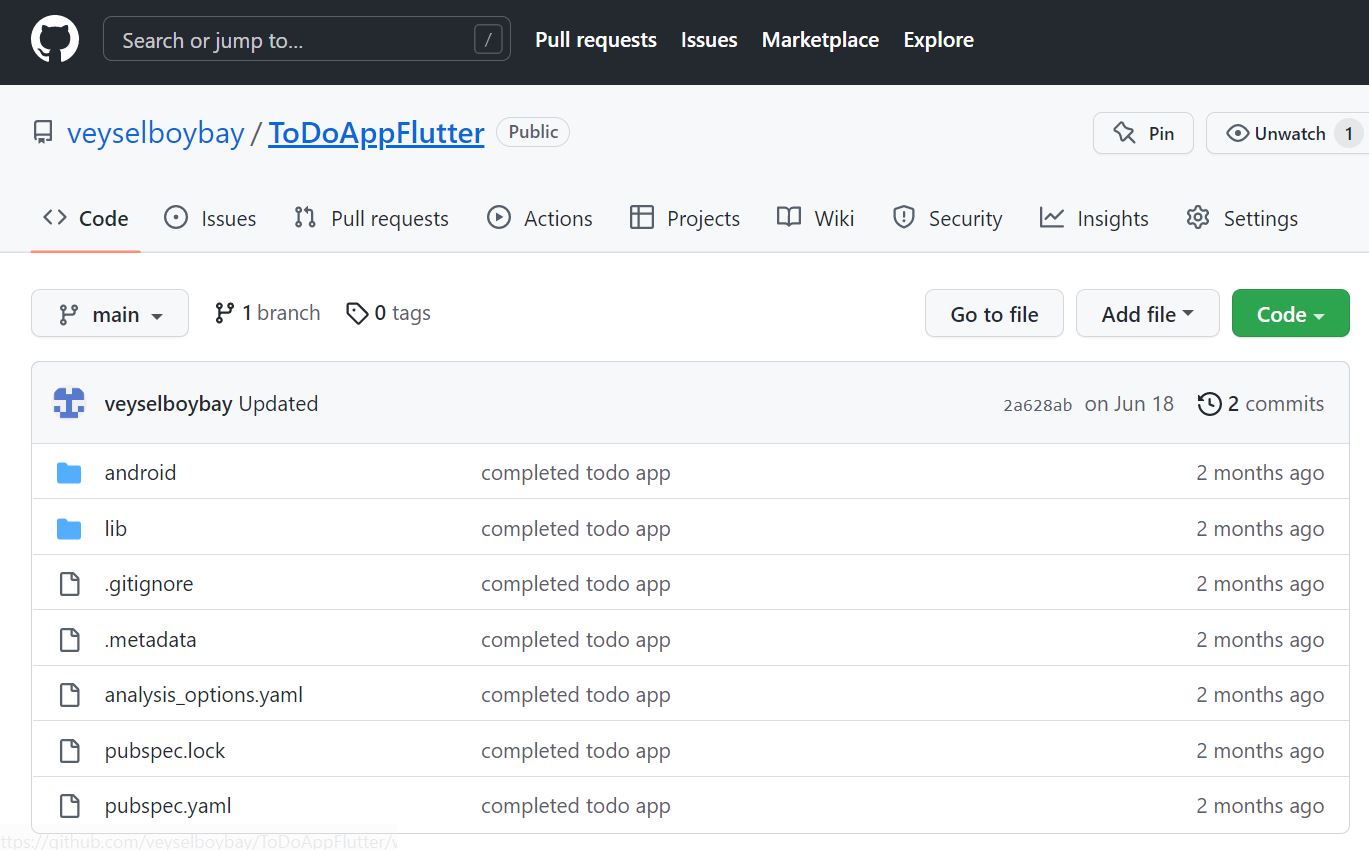 Search or jump to... / Pull requests Issues Marketplace Explore
veyselboybay / ToDoAppFlutter Public Pin Unwatch 1
Code Issues Pull requests Actions Projects Wiki Security Insights Settings
main 1 branch 0 tags Go to file Add file Code
veyselboybay Updated 2a628ab on Jun 18 2 commits
android completed todo app 2 months ago
lib completed todo app 2 months ago
.gitignore completed todo app 2 months ago
.metadata completed todo app 2 months ago
analysis_options.yaml completed todo app 2 months ago
pubspec.lock completed todo app 2 months ago
pubspec.yaml completed todo app 2 months ago
ttps://github.com/veyselboybay/ToDoAppFlutter/